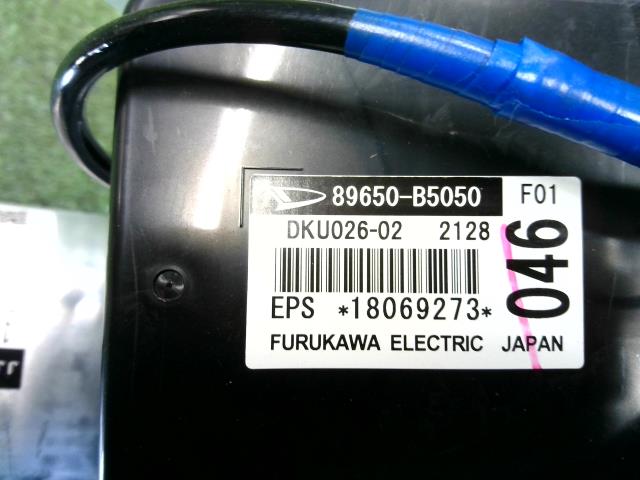 89650-B5050 F01
DKU026-02 2128
046
EPS *18069273*
FURUKAWA ELECTRIC JAPAN